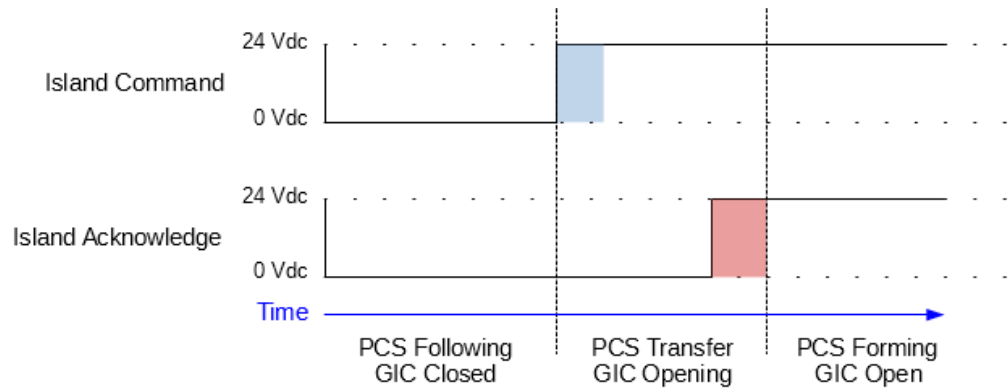 24 Vdc
Island Command
0 Vdc
24 Vdc
Island Acknowledge
0 Vdc
Time
PCS Following
GIC Closed
PCS Transfer
GIC Opening
PCS Forming
GIC Open